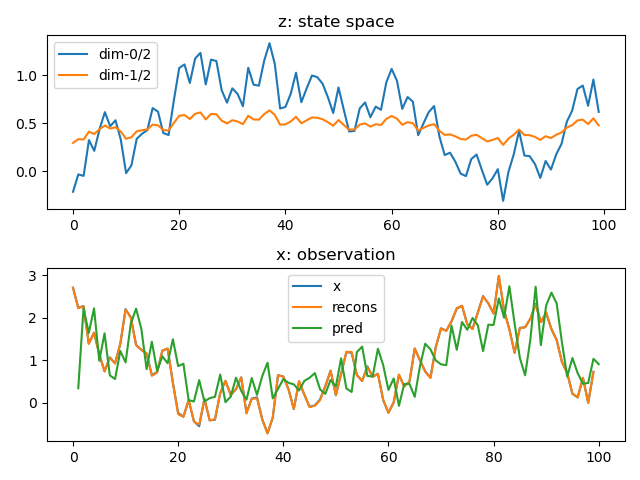 z: state space
dim-0/2
dim-1/2
1.0
0.5
0.0
0 20 40 60 80 100
x: observation
x
recons
pred
3
2
1
0
0 20 40 60 80 100